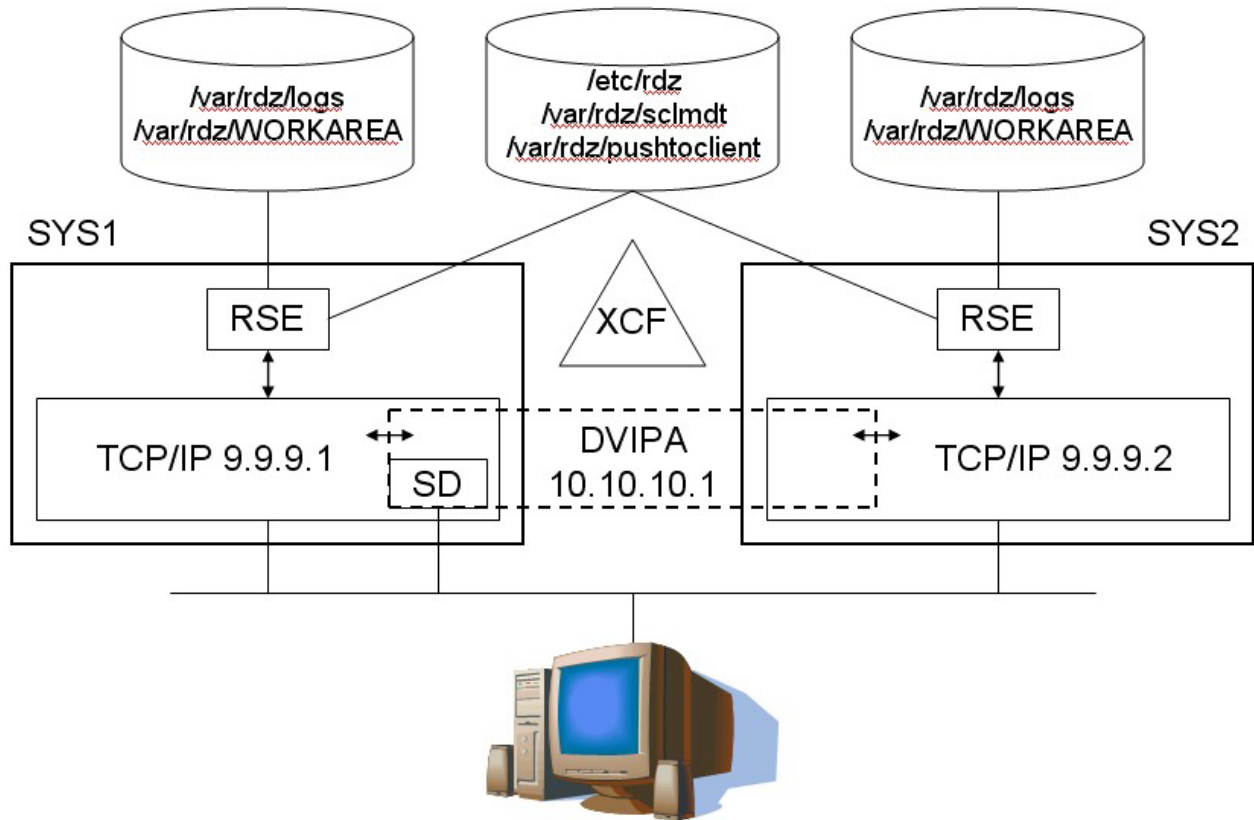 /var/rdz/logs
/var/rdz/WORKAREA
/etc/rdz
/var/rdz/sclmdt
/var/rdz/pushtoclient
/var/rdz/logs
/var/rdz/WORKAREA
SYS1
SYS2
RSE
XCF
RSE
TCP/IP 9.9.9.1
SD
DVIPA
10.10.10.1
TCP/IP 9.9.9.2